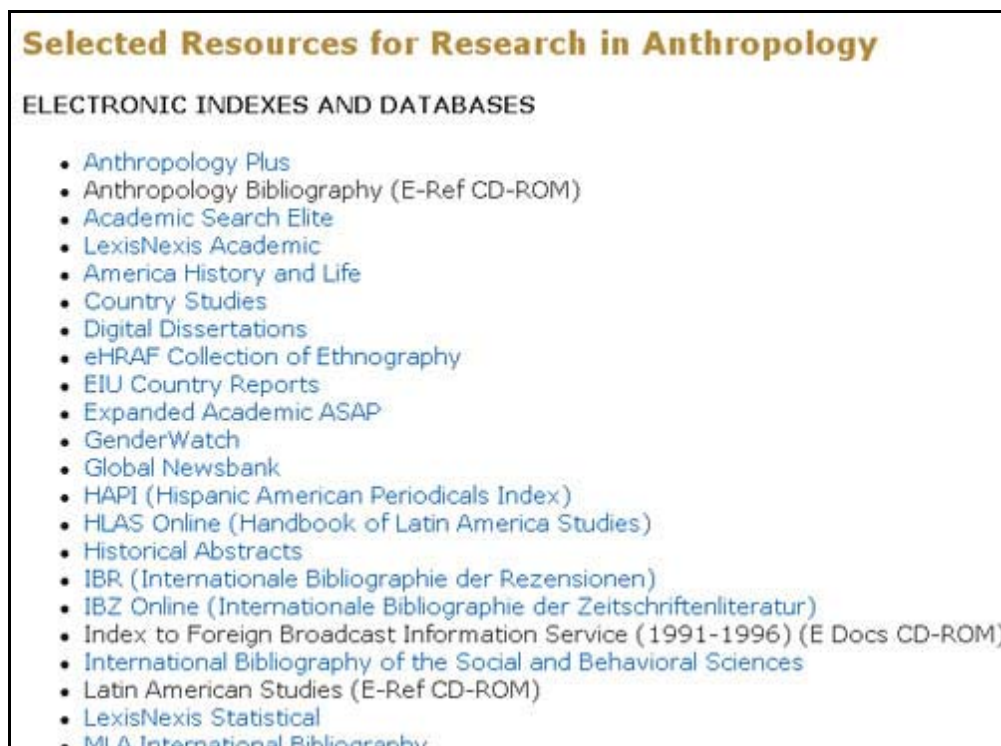 Selected Resources for Research in Anthropology
ELECTRONIC INDEXES AND DATABASES
• Anthropology Plus
• Anthropology Bibliography (E-Ref CD-ROM)
• Academic Search Elite
• LexisNexis Academic
• America History and Life
• Country Studies
• Digital Dissertations
• eHRAF Collection of Ethnography
• EIU Country Reports
• Expanded Academic ASAP
• GenderWatch
• Global Newsbank
• HAPI (Hispanic American Periodicals Index)
• HLAS Online (Handbook of Latin America Studies)
• Historical Abstracts
• IBR (Internationale Bibliographie der Rezensionen)
• IBZ Online (Internationale Bibliographie der Zeitschriftenliteratur)
• Index to Foreign Broadcast Information Service (1991-1996) (E Docs CD-ROM)
• International Bibliography of the Social and Behavioral Sciences
• Latin American Studies (E-Ref CD-ROM)
• LexisNexis Statistical
• MLA International Bibliography